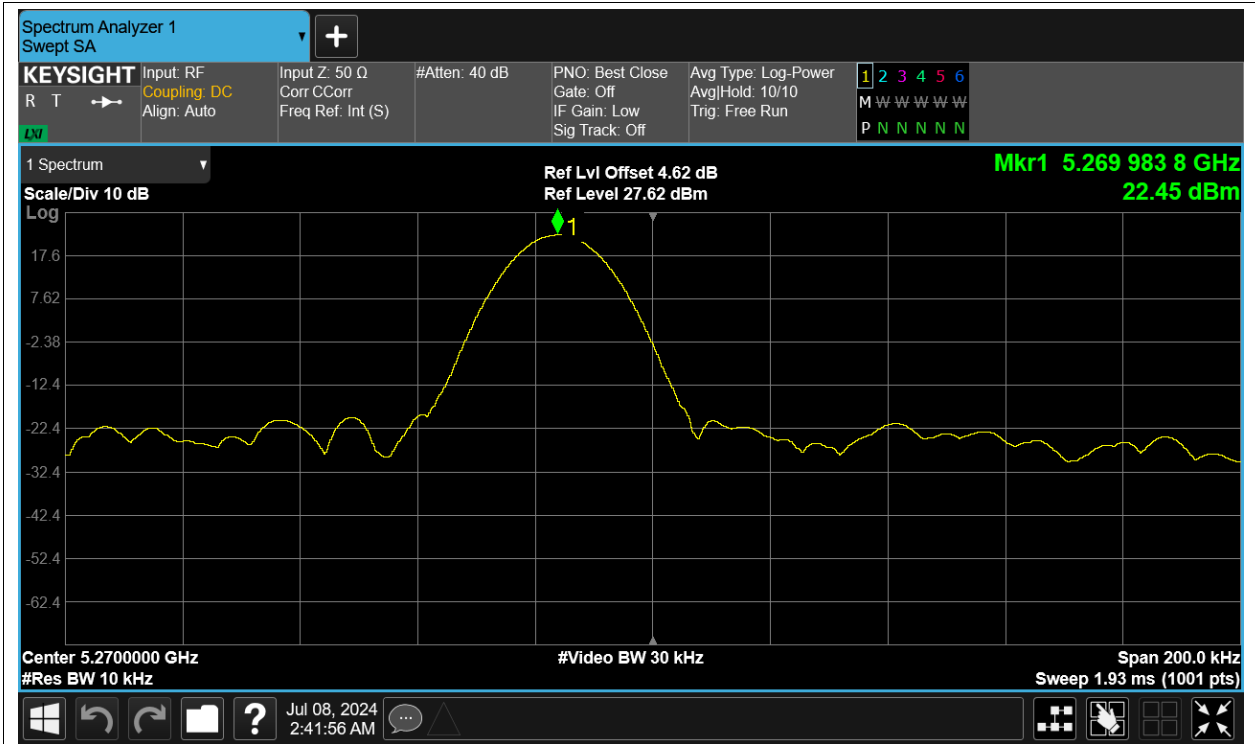 Spectrum Analyzer 1
Swept SA
KEYSIGHT
R T
LXI
Input: RF
Coupling: DC
Align: Auto
Input Z: 50 Ω
Corr CCorr
Freq Ref: Int (S)
#Atten: 40 dB
PNO: Best Close
Gate: Off
IF Gain: Low
Sig Track: Off
Avg Type: Log-Power
Avg|Hold: 10/10
Trig: Free Run
1 2 3 4 5 6
M W W W W W
P N N N N N
1 Spectrum
Scale/Div 10 dB
Log
Ref Lvl Offset 4.62 dB
Ref Level 27.62 dBm
Mkr1 5.269 983 8 GHz
22.45 dBm
1
17.6
7.62
-2.38
-12.4
-22.4
-32.4
-42.4
-52.4
-62.4
Center 5.2700000 GHz
#Res BW 10 kHz
#Video BW 30 kHz
Span 200.0 kHz
Sweep 1.93 ms (1001 pts)
?
Jul 08, 2024
2:41:56 AM